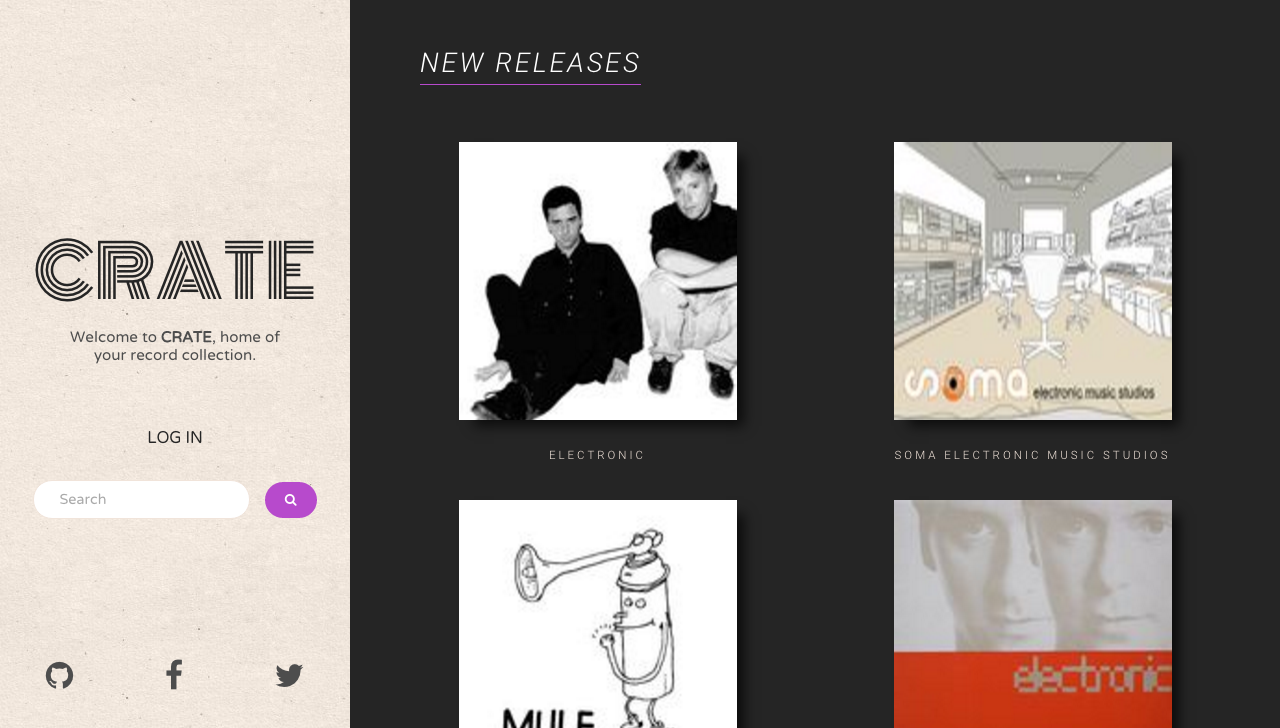 CRATE
Welcome to CRATE, home of
your record collection.
LOG IN
Search
NEW RELEASES
soma electronic music studios
ELECTRONIC
SOMA ELECTRONIC MUSIC STUDIOS
MULE
electronic